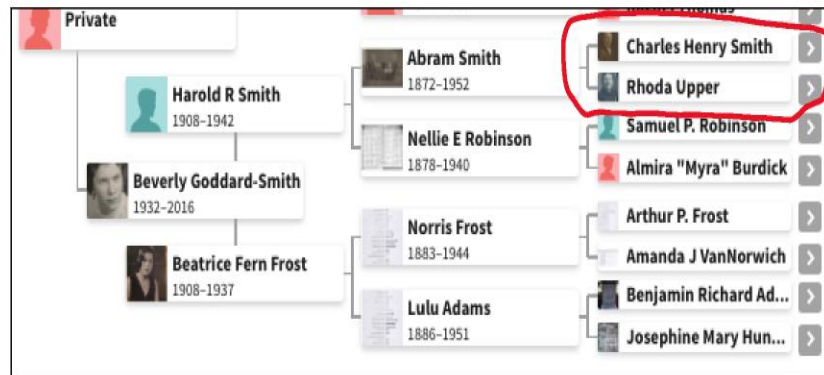 Private
Harold R Smith
1908–1942
Beverly Goddard-Smith
1932–2016
Beatrice Fern Frost
1908–1937
Abram Smith
1872–1952
Nellie E Robinson
1878–1940
Norris Frost
1883–1944
Lulu Adams
1886–1951
Charles Henry Smith
Rhoda Upper
Samuel P. Robinson
Almira "Myra" Burdick
Arthur P. Frost
Amanda J VanNorwich
Benjamin Richard Ad...
Josephine Mary Hun...